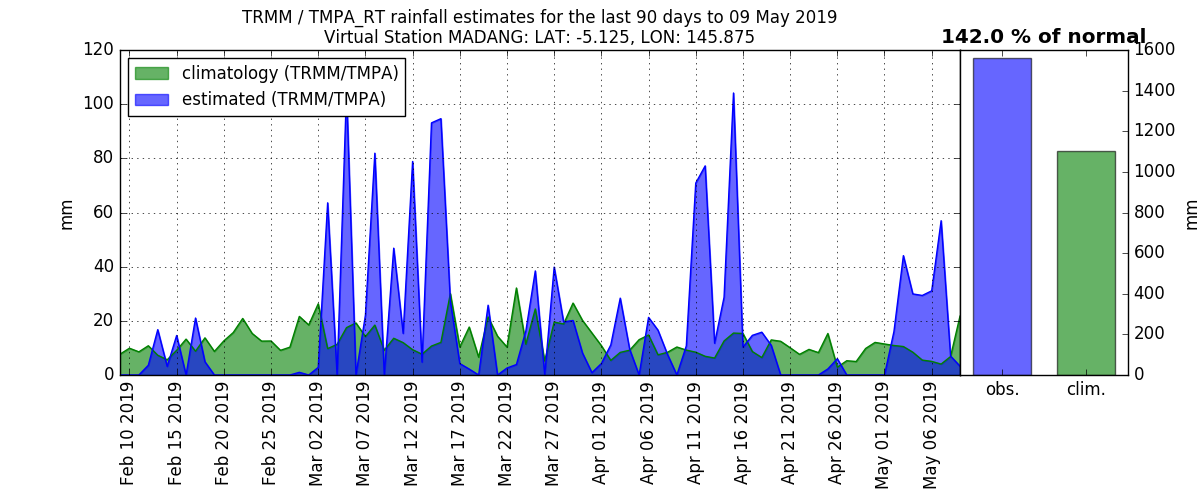 TRMM / TMPA_RT rainfall estimates for the last 90 days to 09 May 2019
Virtual Station MADANG: LAT: -5.125, LON: 145.875
142.0 % of normal
climatology (TRMM/TMPA)
estimated (TRMM/TMPA)
mm
120
100
80
60
40
20
0
Feb 10 2019
Feb 15 2019
Feb 20 2019
Feb 25 2019
Mar 02 2019
Mar 07 2019
Mar 12 2019
Mar 17 2019
Mar 22 2019
Mar 27 2019
Apr 01 2019
Apr 06 2019
Apr 11 2019
Apr 16 2019
Apr 21 2019
Apr 26 2019
May 01 2019
May 06 2019
obs.
clim.
1600
1400
1200
1000
800
600
400
200
0
mm